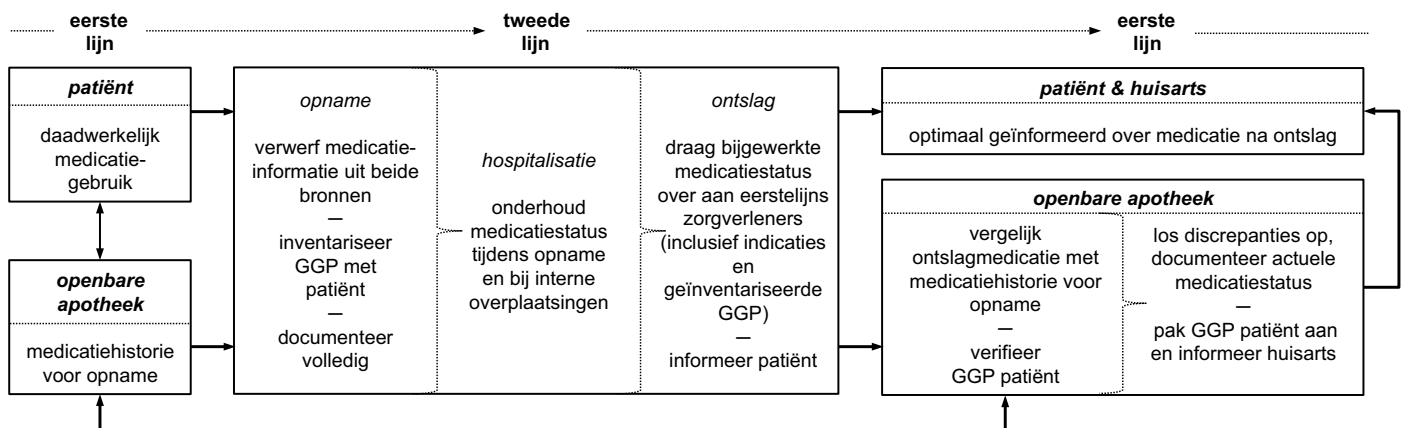 eerste
lijn
tweede
lijn
eerste
lijn
patiënt
daadwerkelijk
medicatie-
gebruik
openbare
apotheek
medicatiehistorie
voor opname
opname
verwerf medicatie-
informatie uit beide
bronnen
—
inventariseer
GGP met
patiënt
—
documenteer
volledig
hospitalisatie
onderhoud
medicatiestatus
tijdens opname
en bij interne
overplaatsingen
ontslag
draag bijgewerkte
medicatiestatus
over aan eerstelijns
zorgverleners
(inclusief indicaties
en
geïnventariseerde
GGP)
—
informeer patiënt
patiënt & huisarts
optimaal geïnformeerd over medicatie na ontslag
openbare apotheek
vergelijk
ontslagmedicatie met
medicatiehistorie voor
opname
—
verifieer
GGP patiënt
los discrepanties op,
documenteer actuele
medicatiestatus
—
pak GGP patiënt aan
en informeer huisarts